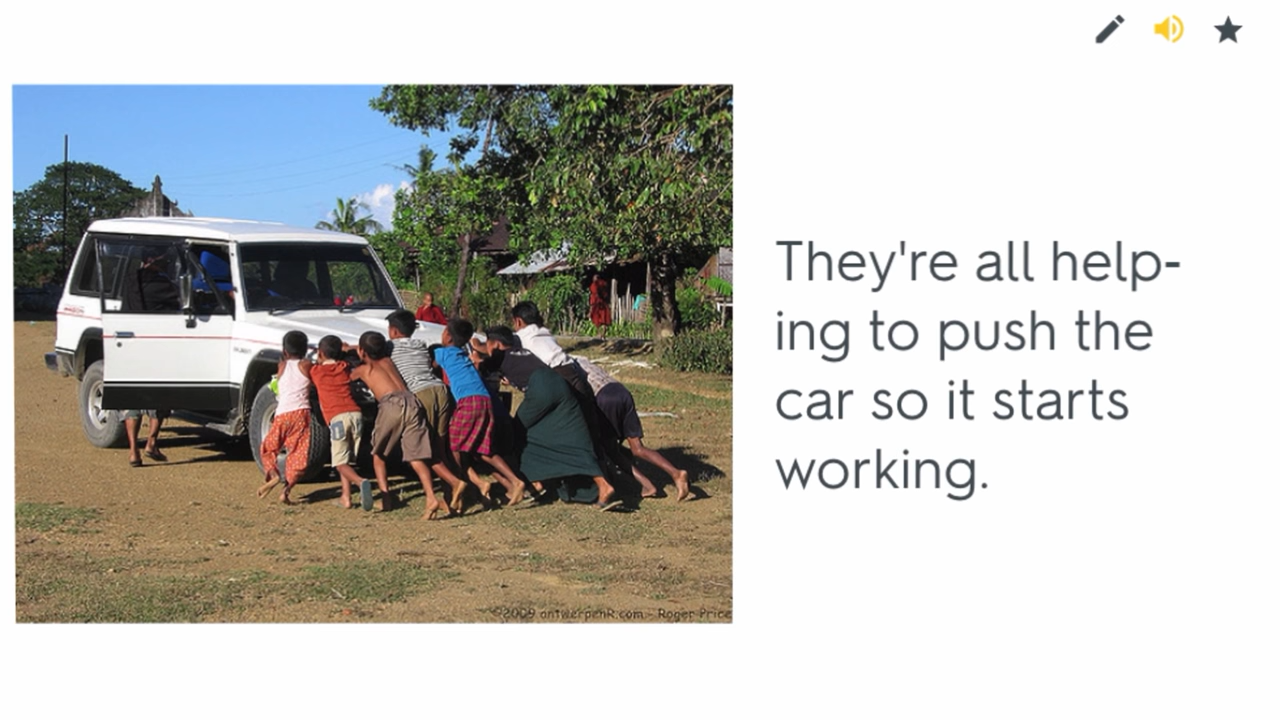 They're all help-
ing to push the
car so it starts
working.
©2009 antwerpenR.com - Roger Price